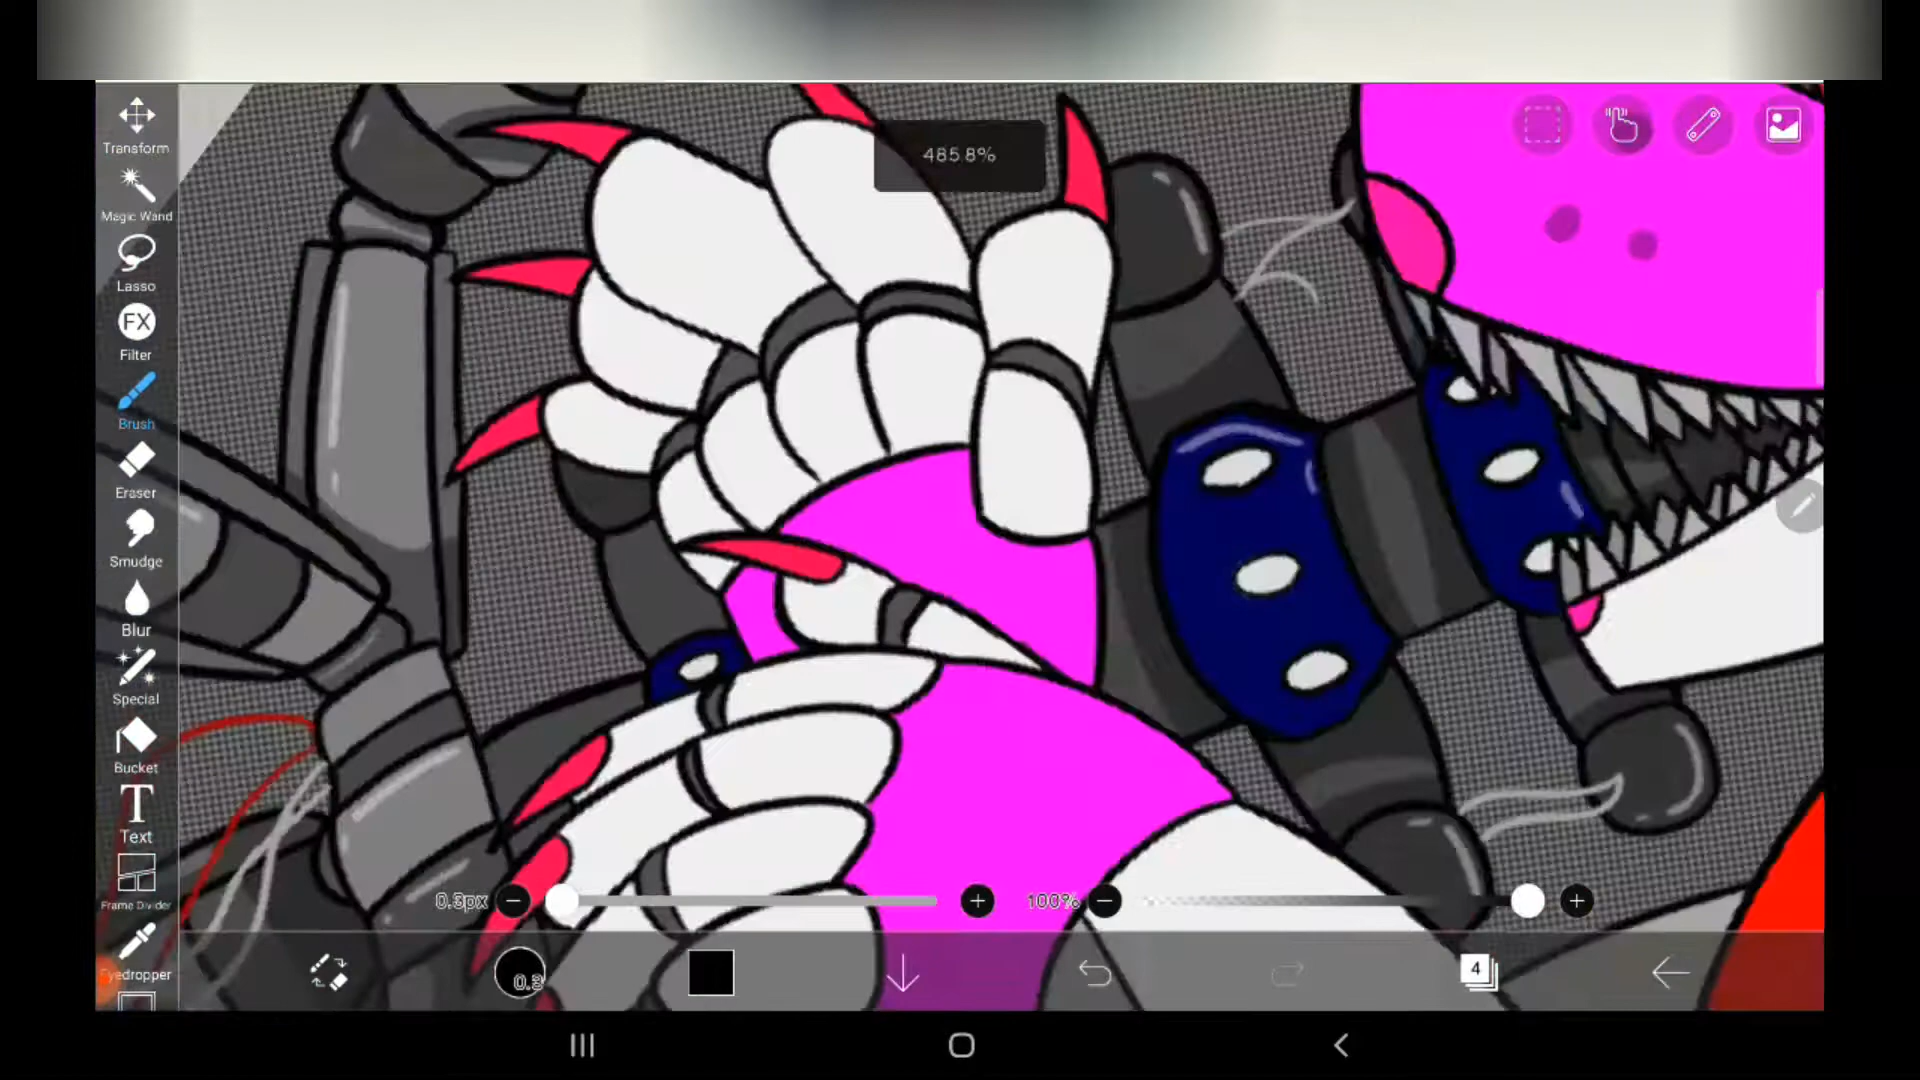 Transform
485.8%
Magic Wand
Lasso
FX
Filter
Brush
Eraser
Smudge
Blur
Special
Bucket
T
Text
Frame Divider
0.3px
100%
Eyedropper
0.3
4